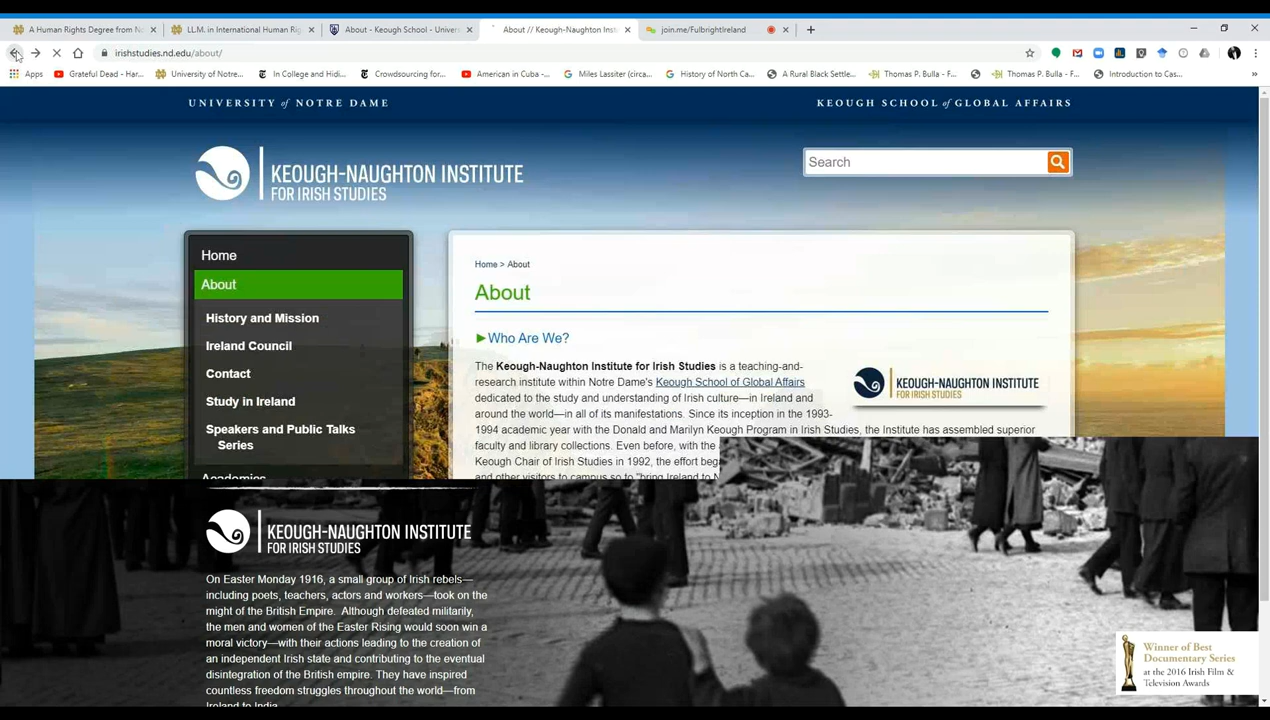 A Human Rights Degree from N
LL.M. in International Human Rig
About - Keough School - Univer
About // Keough-Naughton Inst
join.me/FulbrightIreland
irishstudies.nd.edu/about/
Apps
Grateful Dead - Har...
University of Notre...
In College and Hidi...
Crowdsourcing for...
American in Cuba -...
Miles Lassiter (circa...
History of North Ca...
A Rural Black Settle...
Thomas P. Bulla - F...
Thomas P. Bulla - F...
Introduction to Cas...
UNIVERSITY of NOTRE DAME
KEOUGH SCHOOL of GLOBAL AFFAIRS
KEOUGH-NAUGHTON INSTITUTE
FOR IRISH STUDIES
Search
Home
About
History and Mission
Ireland Council
Contact
Study in Ireland
Speakers and Public Talks
Series
Academics
Home > About
About
Who Are We?
The Keough-Naughton Institute for Irish Studies is a teaching-and-
research institute within Notre Dame's Keough School of Global Affairs
dedicated to the study and understanding of Irish culture—in Ireland and
around the world—in all of its manifestations. Since its inception in the 1993-
1994 academic year with the Donald and Marilyn Keough Program in Irish Studies, the Institute has assembled superior
faculty and library collections. Even before, with the
Keough Chair of Irish Studies in 1992, the effort beg
and other visitors to campus so to "bring Ireland to N
KEOUGH-NAUGHTON INSTITUTE
FOR IRISH STUDIES
KEOUGH-NAUGHTON INSTITUTE
FOR IRISH STUDIES
On Easter Monday 1916, a small group of Irish rebels—
including poets, teachers, actors and workers—took on the
might of the British Empire. Although defeated militarily,
the men and women of the Easter Rising would soon win a
moral victory—with their actions leading to the creation of
an independent Irish state and contributing to the eventual
disintegration of the British empire. They have inspired
countless freedom struggles throughout the world—from
Ireland to India.
Winner of Best
Documentary Series
at the 2016 Irish Film &
Television Awards